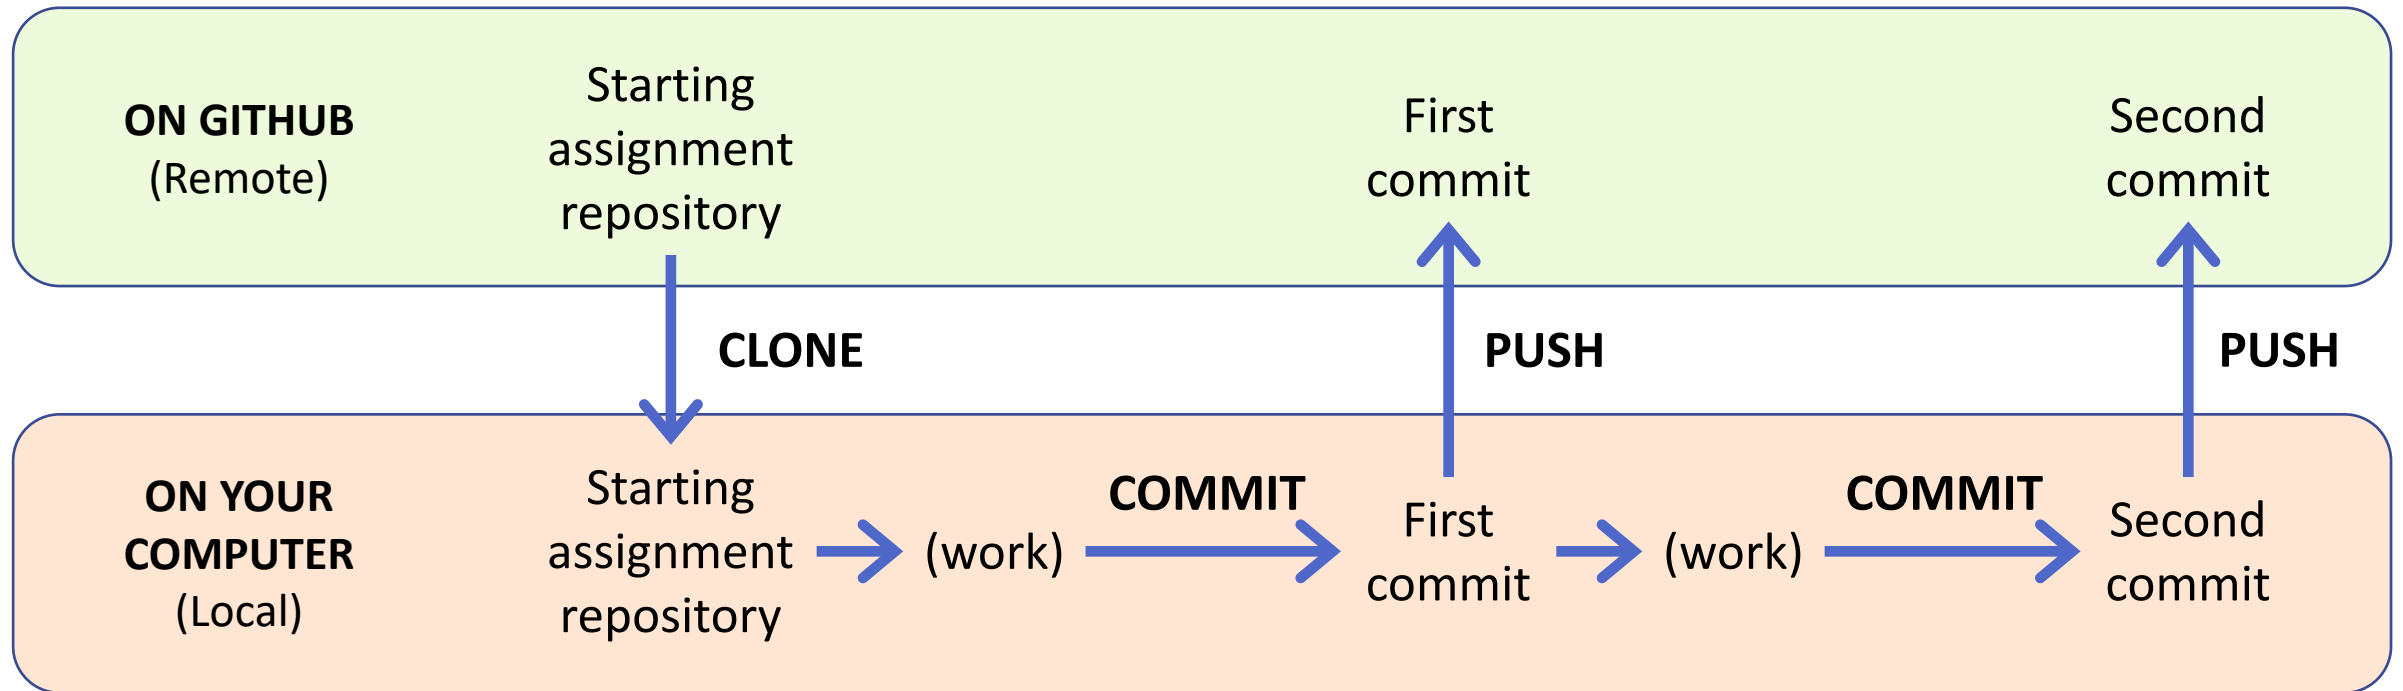 ON GITHUB
(Remote)
Starting
assignment
repository
First
commit
Second
commit
CLONE
PUSH
PUSH
ON YOUR
COMPUTER
(Local)
Starting
assignment
repository
(work)
COMMIT
First
commit
(work)
COMMIT
Second
commit